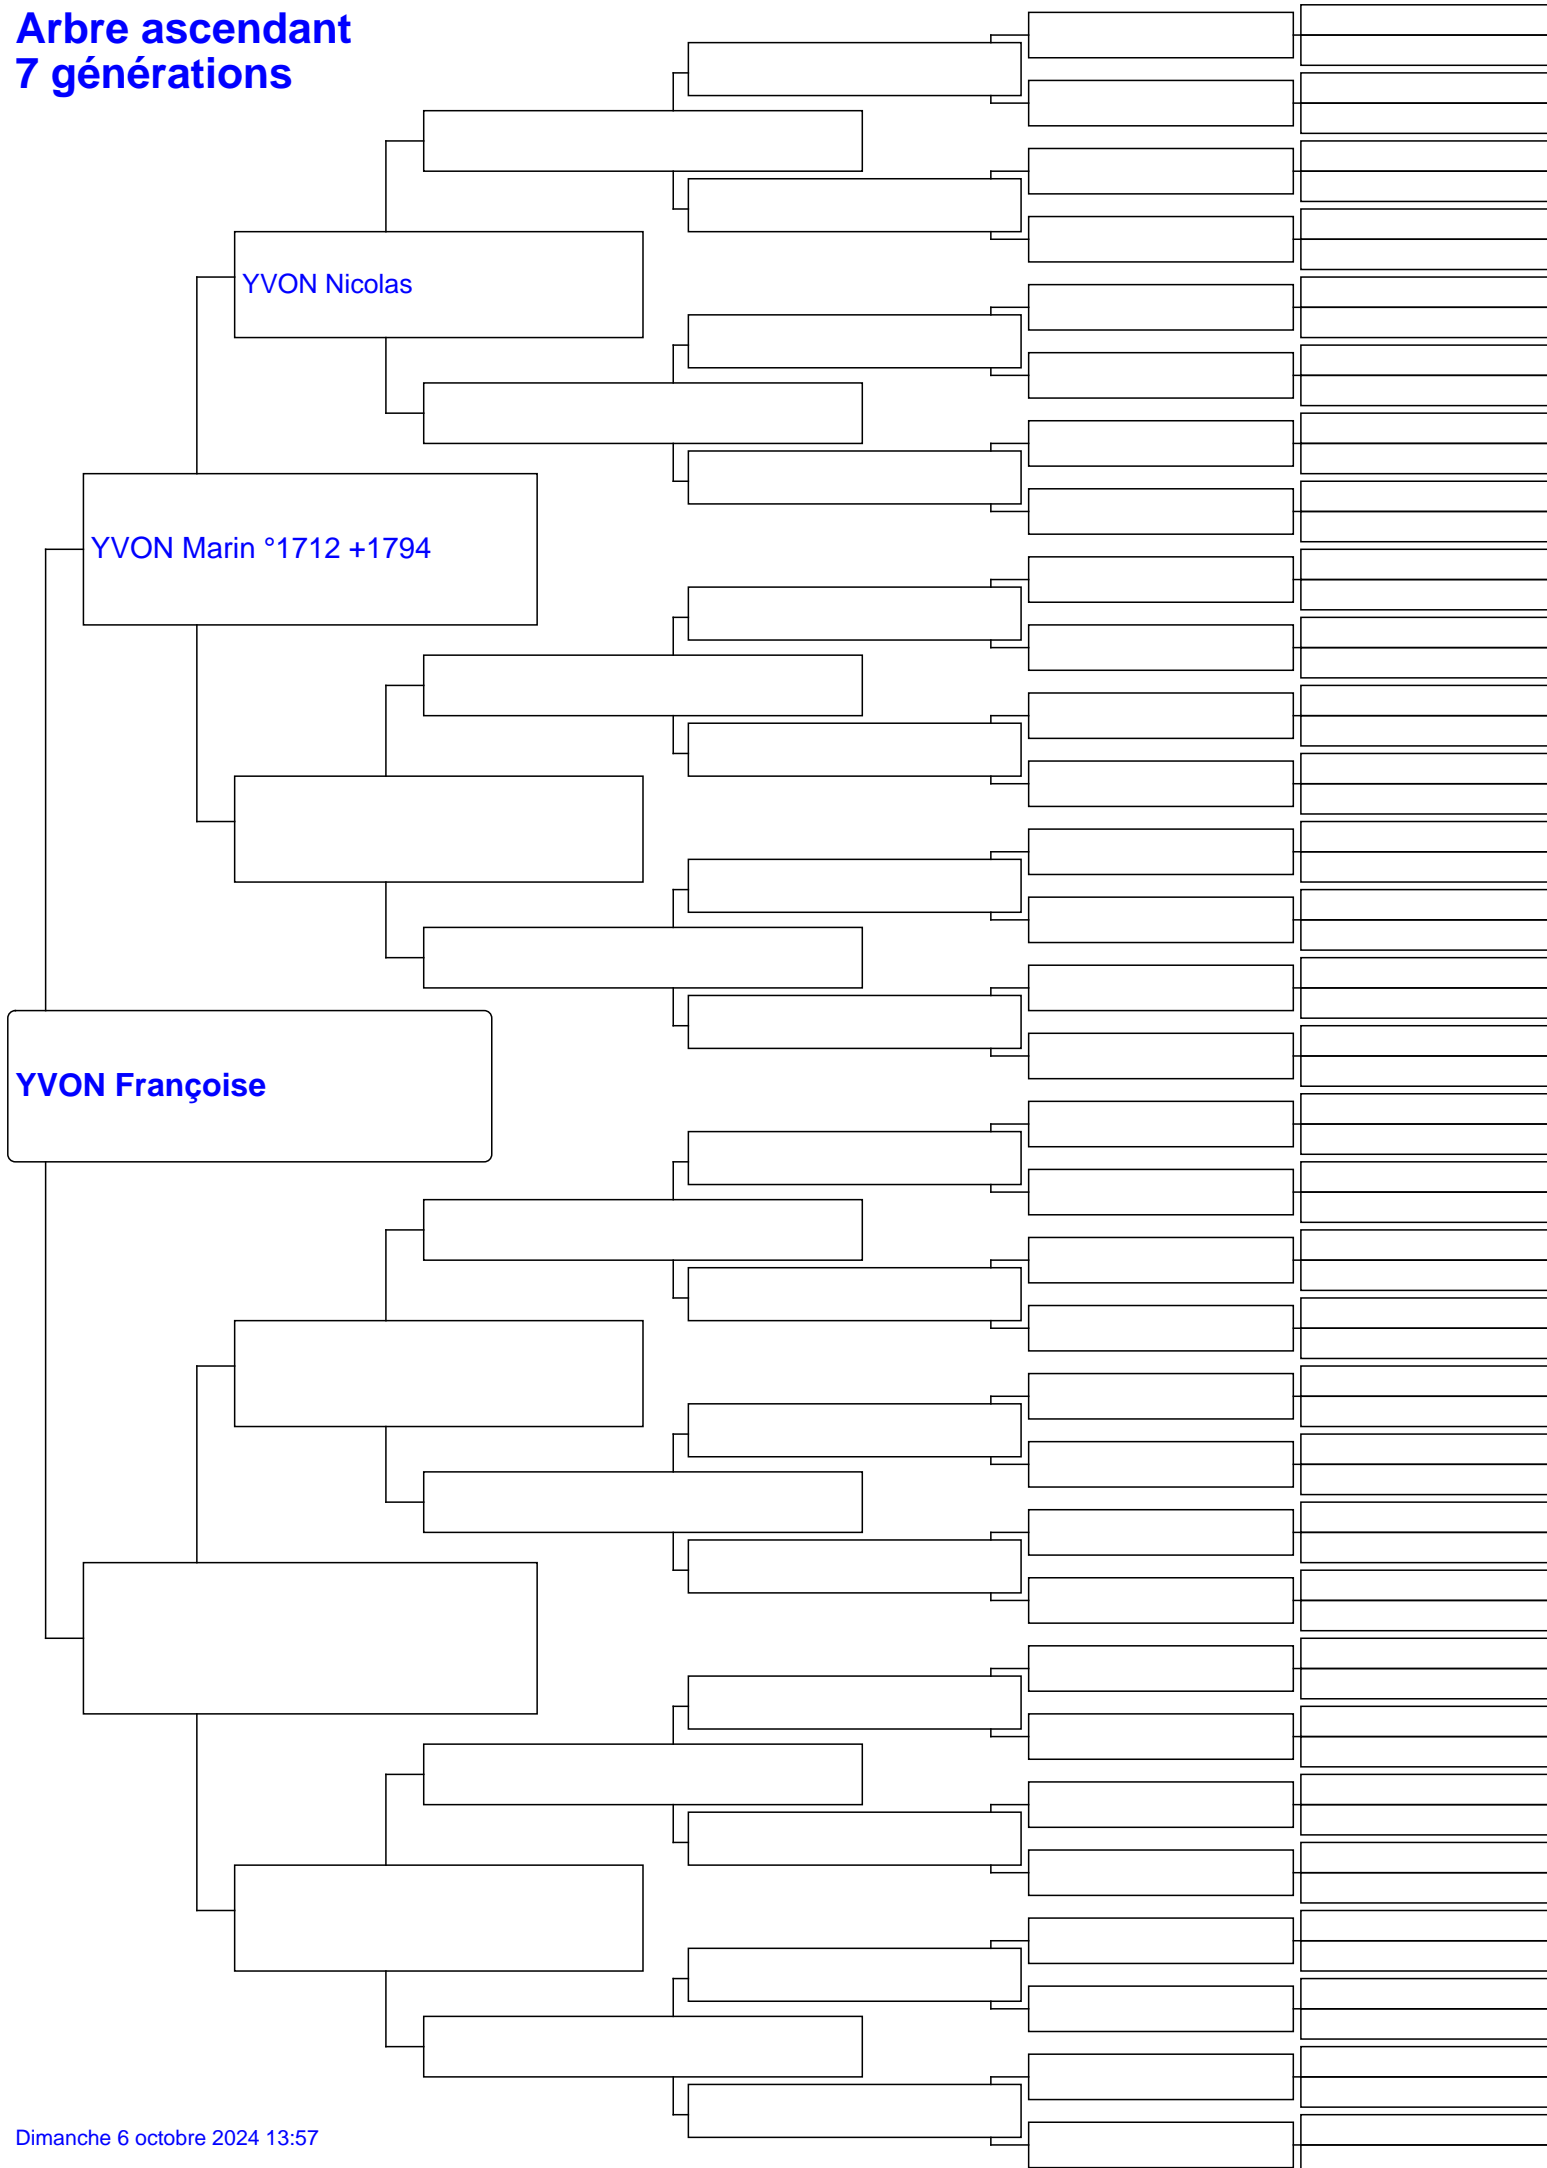 Arbre ascendant
7 générations
YVON Nicolas
YVON Marin °1712 +1794
YVON Françoise
Dimanche 6 octobre 2024 13:57